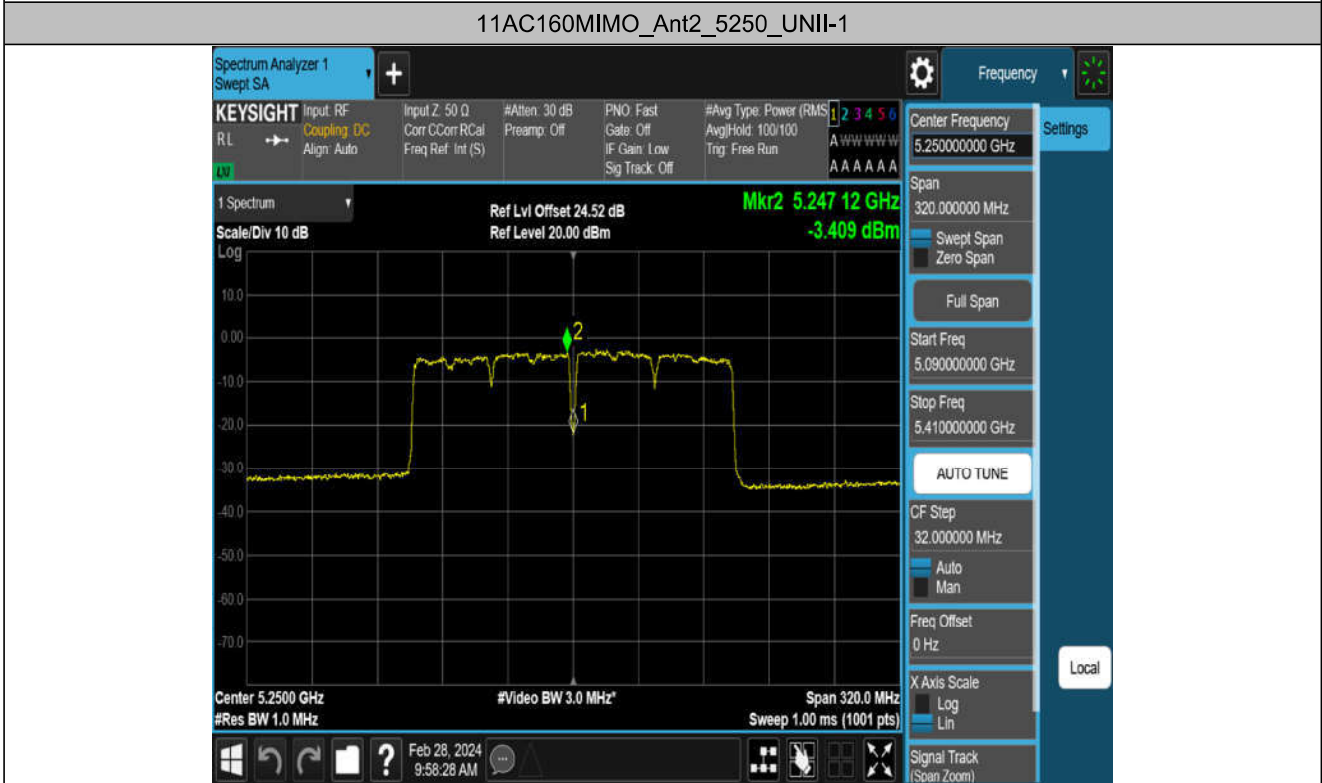 11AC160MIMO_Ant2_5250_UNII-1
Spectrum Analyzer 1
Swept SA
+
Frequency
KEYSIGHT
RL
LXI
Input: RF
Coupling: DC
Align: Auto
Input Z: 50 Ω
Corr CCorr RCal
Freq Ref: Int (S)
#Atten: 30 dB
Preamp: Off
PNO: Fast
Gate: Off
IF Gain: Low
Sig Track: Off
#Avg Type: Power (RMS
Avg|Hold: 100/100
Trig: Free Run
1 2 3 4 5 6
A W W W W W
A A A A A A
1 Spectrum
Scale/Div 10 dB
Log
Ref Lvl Offset 24.52 dB
Ref Level 20.00 dBm
Mkr2 5.247 12 GHz
-3.409 dBm
10.0
0.00
-10.0
-20.0
-30.0
-40.0
-50.0
-60.0
-70.0
2
1
Center 5.2500 GHz
#Res BW 1.0 MHz
#Video BW 3.0 MHz*
Span 320.0 MHz
Sweep 1.00 ms (1001 pts)
?
Feb 28, 2024
9:58:28 AM
Center Frequency
5.250000000 GHz
Settings
Span
320.000000 MHz
Swept Span
Zero Span
Full Span
Start Freq
5.090000000 GHz
Stop Freq
5.410000000 GHz
AUTO TUNE
CF Step
32.000000 MHz
Auto
Man
Freq Offset
0 Hz
X Axis Scale
Log
Lin
Local
Signal Track
(Span Zoom)